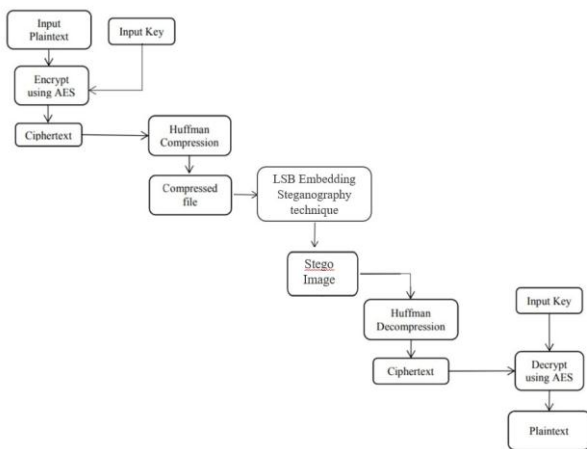 Input
Plaintext
Input Key
Encrypt
using AES
Ciphertext
Huffman
Compression
Compressed
file
LSB Embedding
Steganography
technique
Stego
Image
Huffman
Decompression
Input Key
Ciphertext
Decrypt
using AES
Plaintext